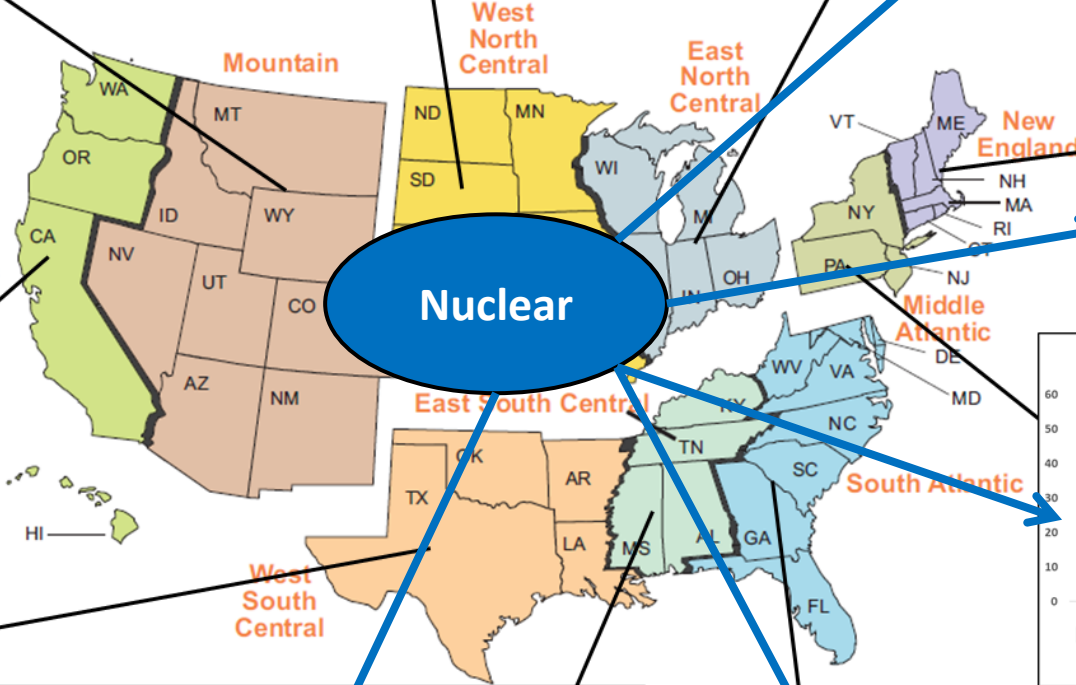 West
North
Central
East
North
Central
Mountain
WA
MT
ND
MN
VT
ME
New
England
OR
SD
WI
NH
MA
ID
WY
MI
NY
RI
CT
CA
NV
UT
CO
IN
OH
PA
NJ
Nuclear
Middle
Atlantic
DE
WV
VA
MD
AZ
NM
East South Central
KY
NC
60
50
40
30
20
10
0
TN
OK
TX
AR
SC
South Atlantic
HI
LA
MS
AL
GA
FL
West
South
Central